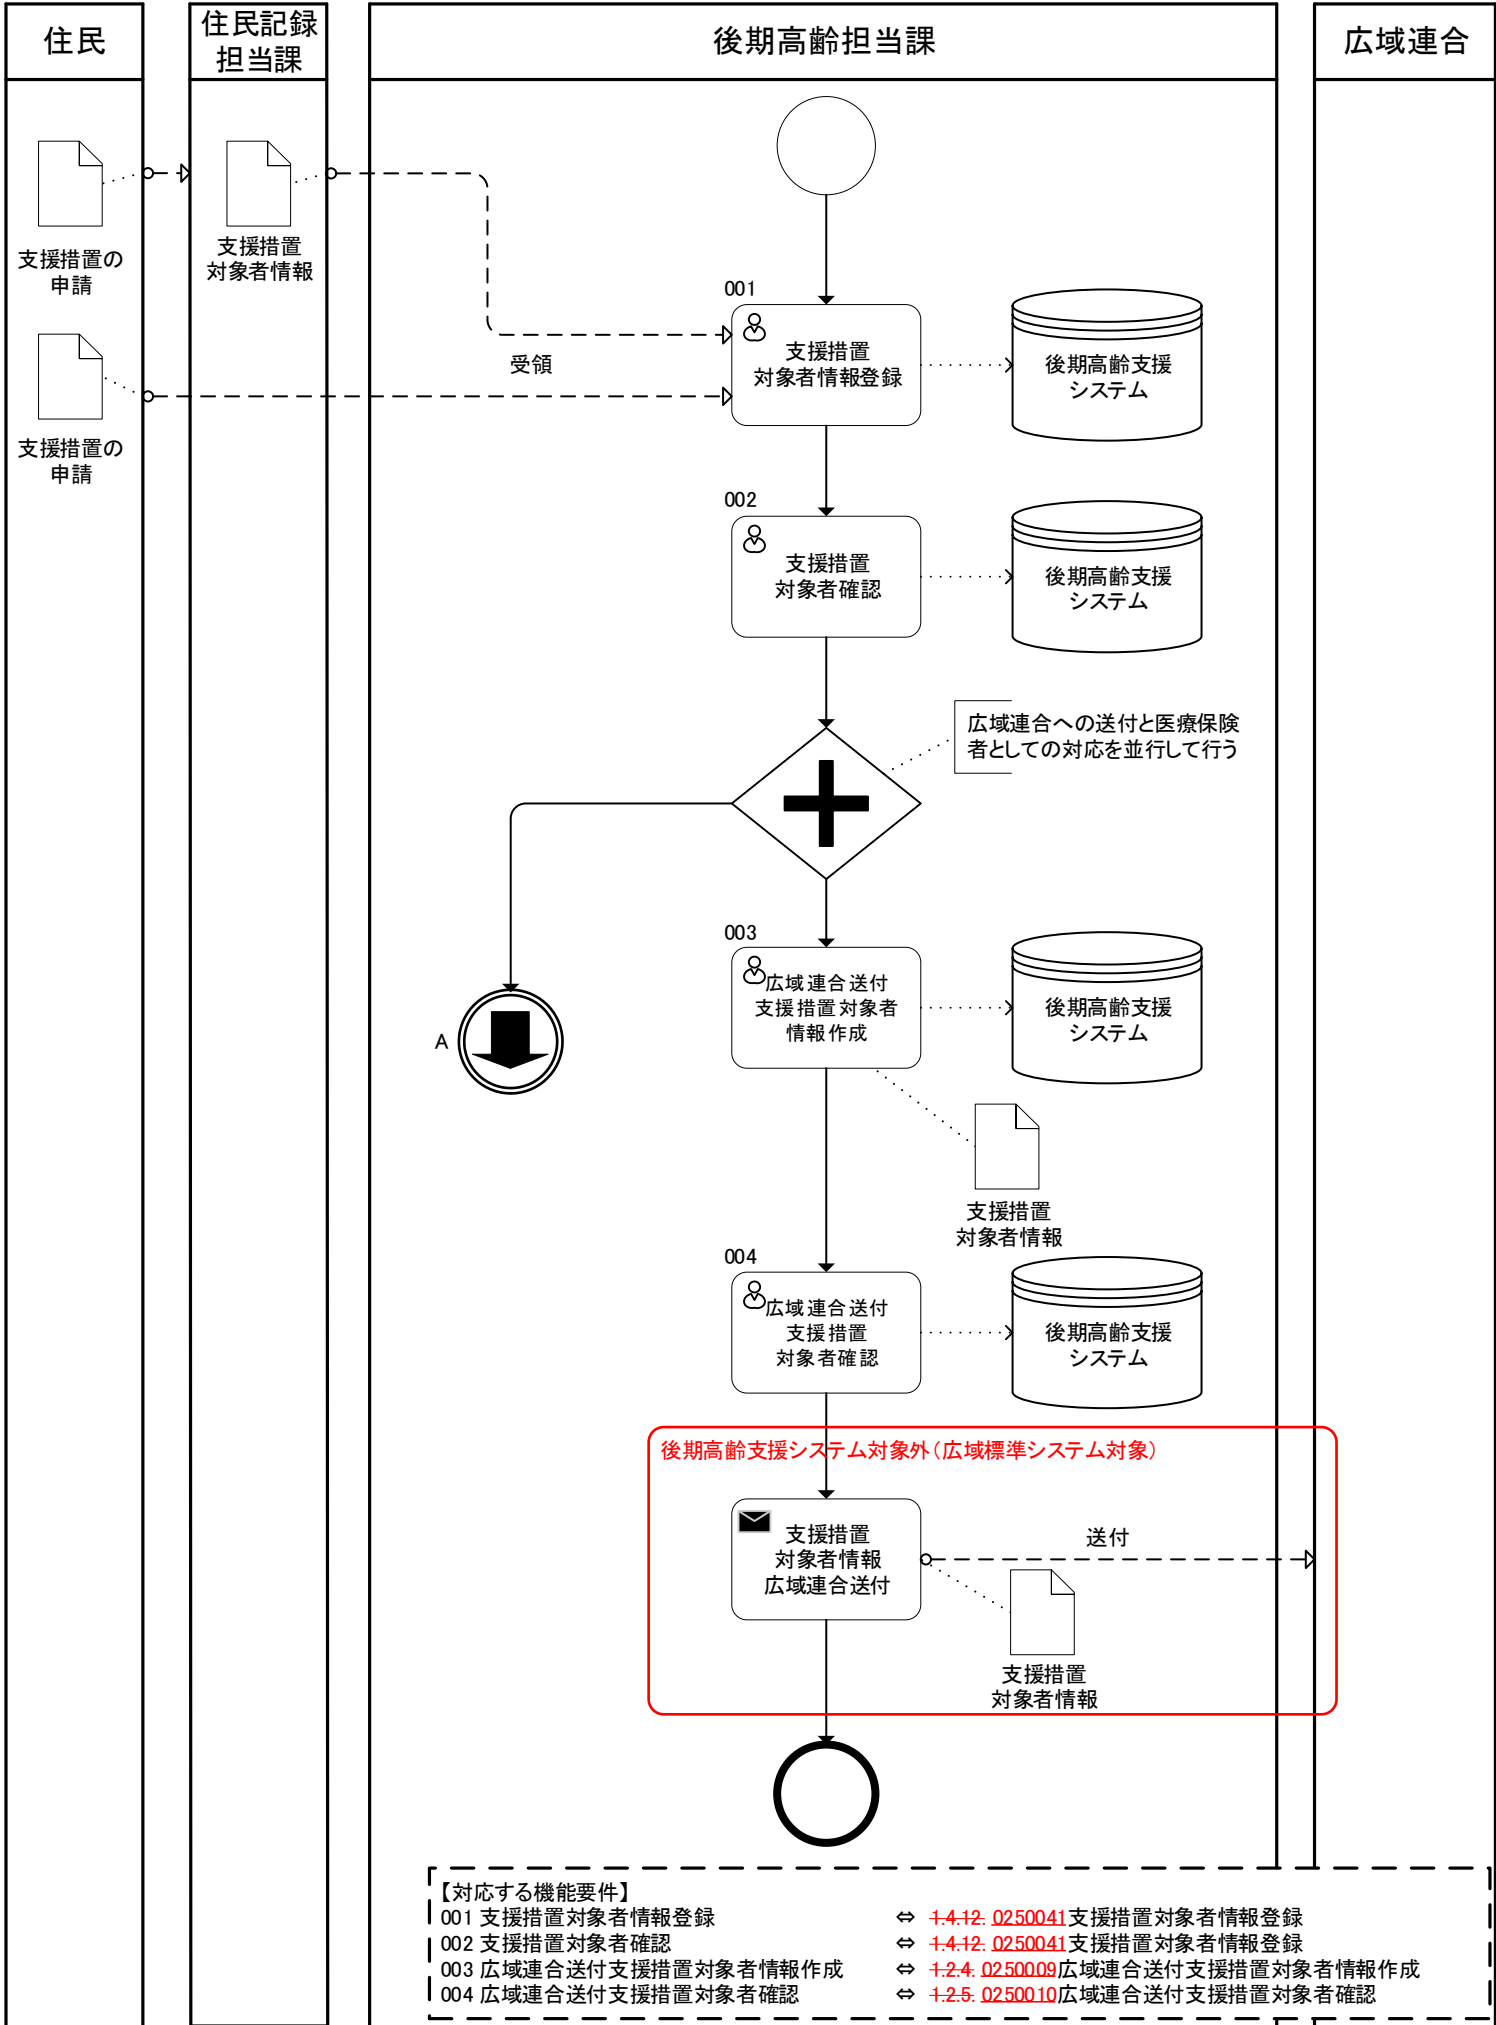 住民
住民記録
担当課
後期高齢担当課
広域連合
支援措置の
申請
支援措置
対象者情報
支援措置の
申請
受領
001
支援措置
対象者情報登録
後期高齢支援
システム
002
支援措置
対象者確認
後期高齢支援
システム
広域連合への送付と医療保険
者としての対応を並行して行う
A
003
広域連合送付
支援措置対象者
情報作成
後期高齢支援
システム
支援措置
対象者情報
004
広域連合送付
支援措置
対象者確認
後期高齢支援
システム
後期高齢支援システム対象外（広域標準システム対象）
支援措置
対象者情報
広域連合送付
送付
支援措置
対象者情報
【対応する機能要件】
001 支援措置対象者情報登録 ⇔ 1.4.12. 0250041支援措置対象者情報登録
002 支援措置対象者確認 ⇔ 1.4.12. 0250041支援措置対象者情報登録
003 広域連合送付支援措置対象者情報作成 ⇔ 1.2.4. 0250009広域連合送付支援措置対象者情報作成
004 広域連合送付支援措置対象者確認 ⇔ 1.2.5. 0250010広域連合送付支援措置対象者確認